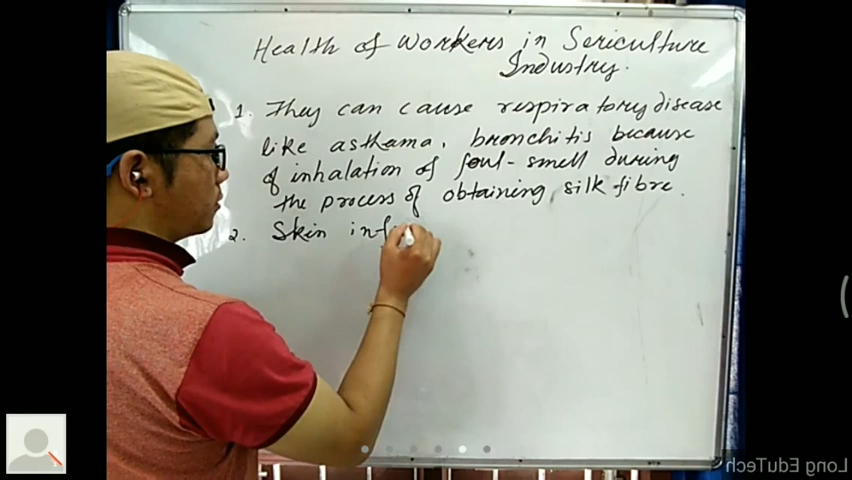 Health of Workers in Sericulture
Industry.
1. They can cause respiratory disease
like asthama, bronchitis because
of inhalation of foul-smell during
the process of obtaining silk fibre.
2. Skin inf
Long EduTech